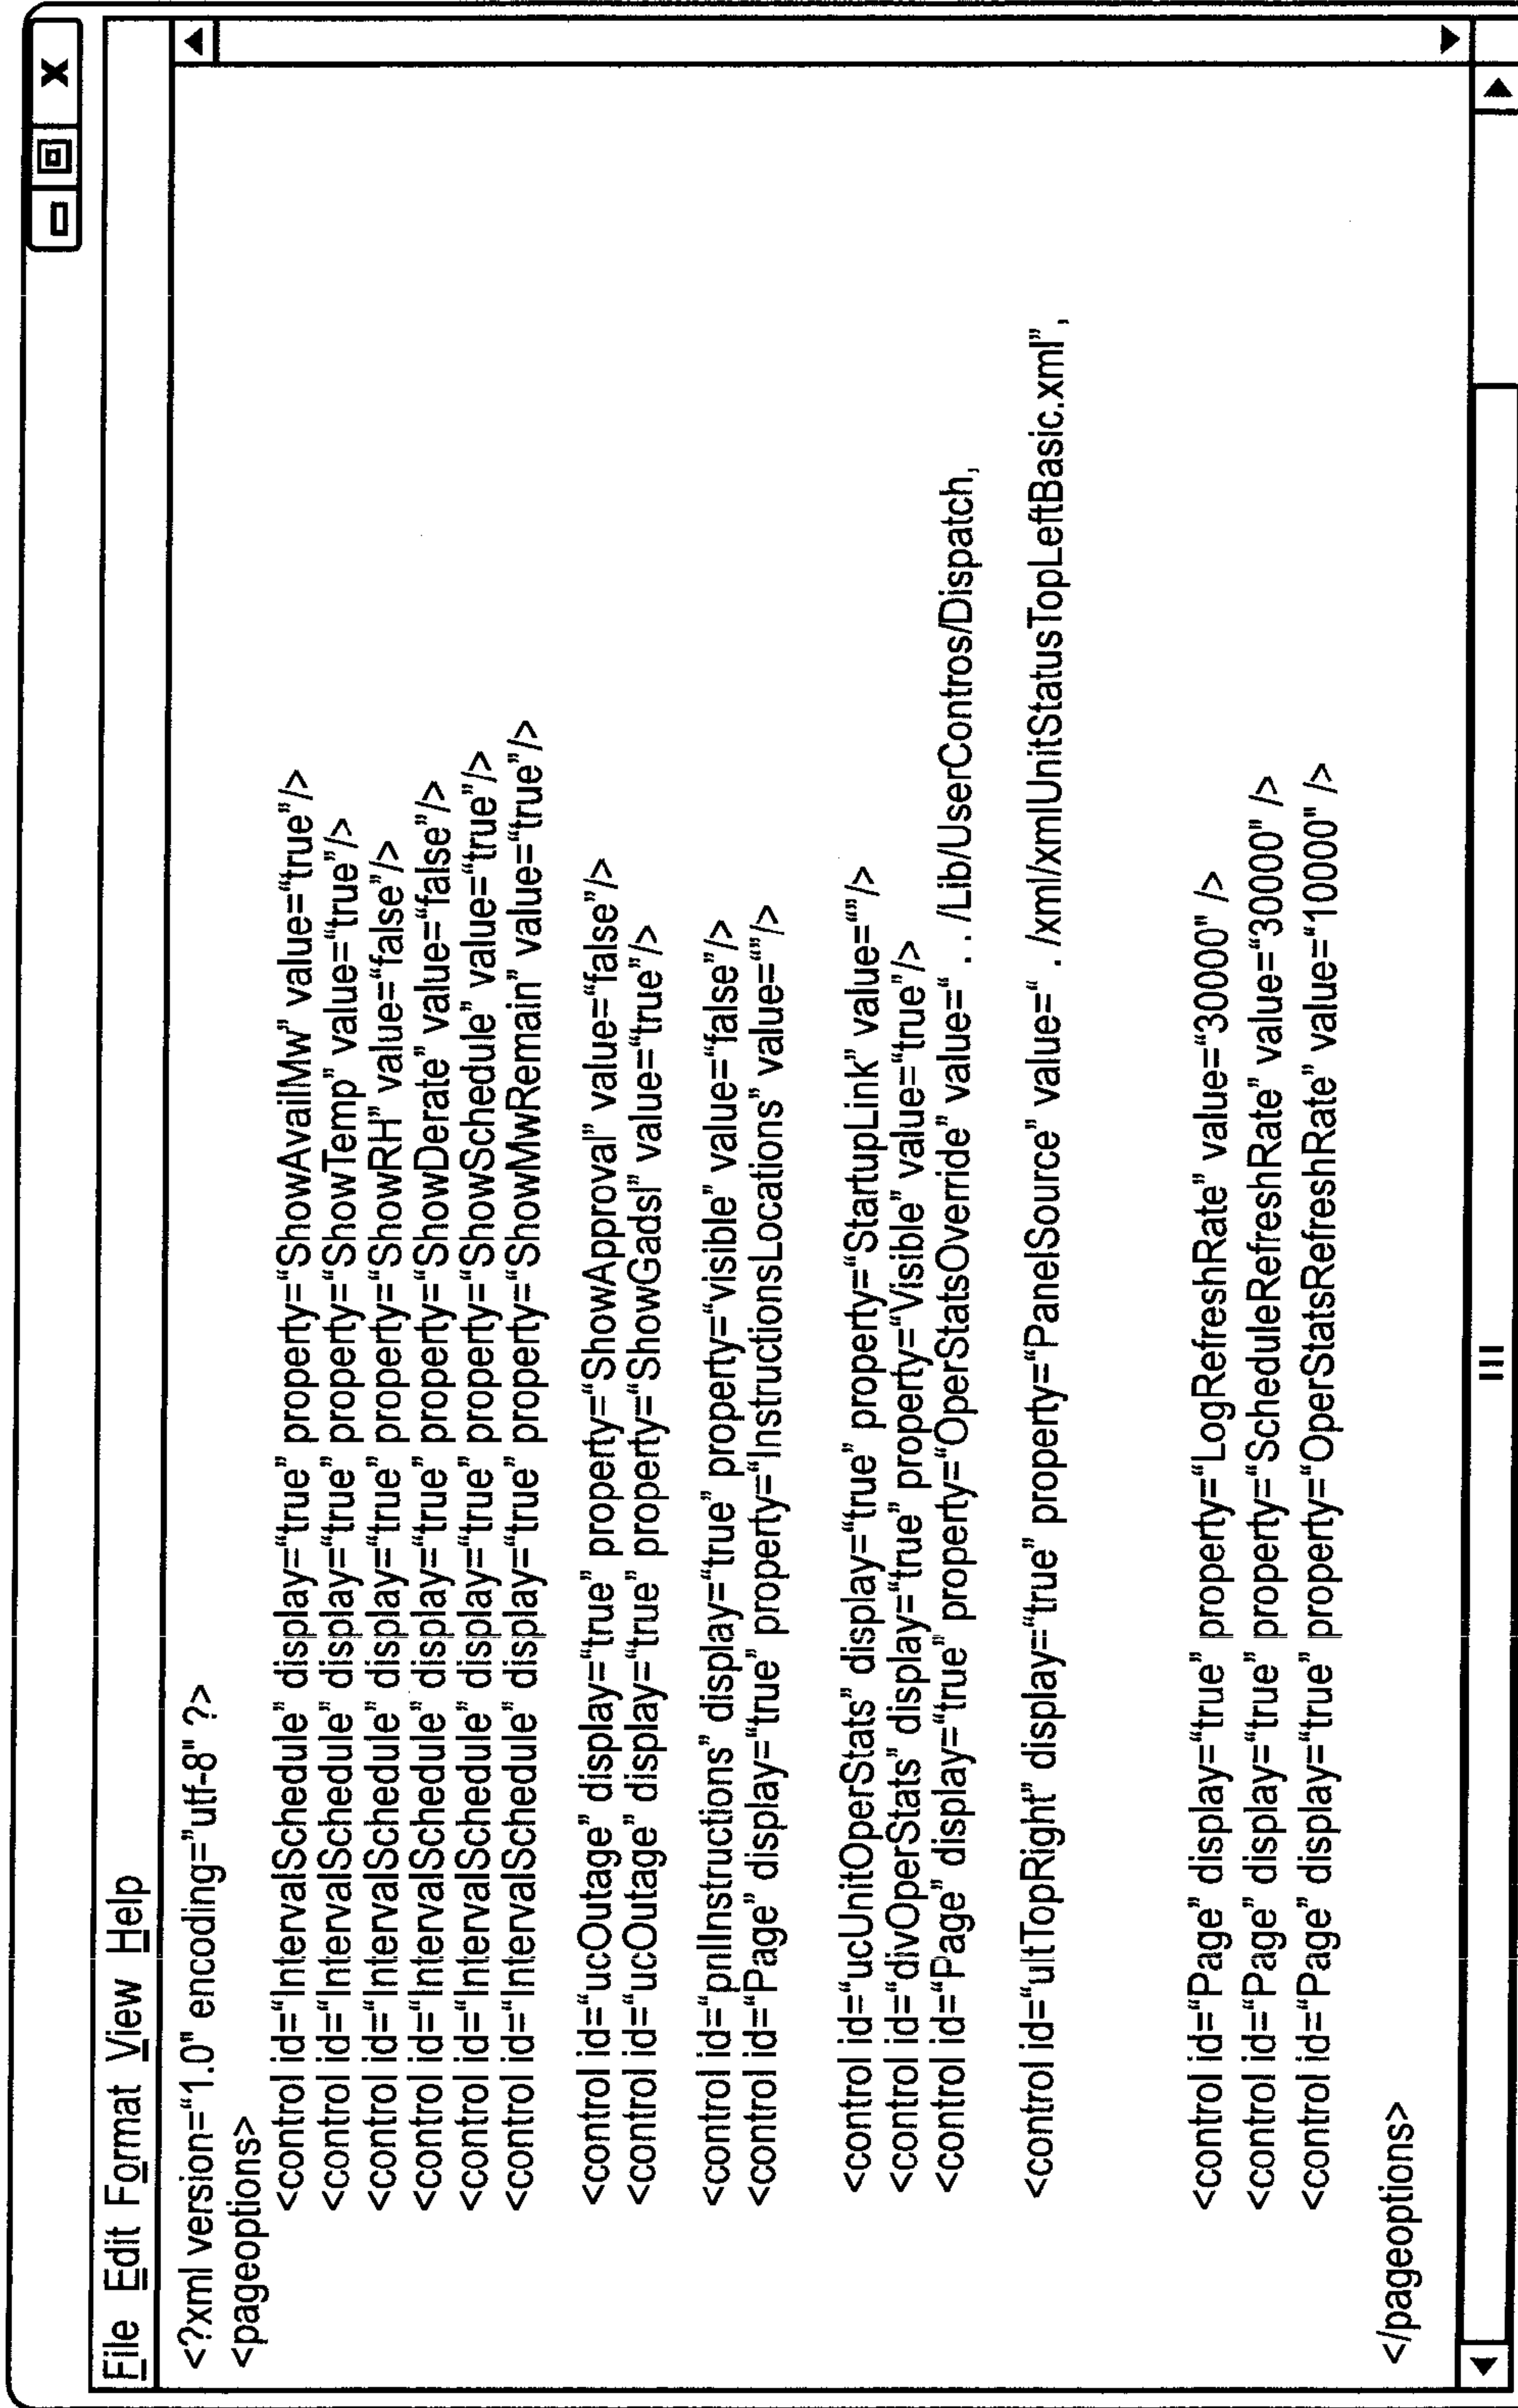 X
File Edit Format View Help
<?xml version=“1.0" encoding="utf-8" ?>
<pageoptions>
<control id=“IntervalSchedule” display=“true” property=“ShowAvailMw” value=“true”/>
<control id=“IntervalSchedule” display=“true” property=“ShowTemp” value=“true”/>
<control id=“IntervalSchedule” display=“true” property=“ShowRH” value=“false”/>
<control id=“IntervalSchedule” display=“true” property=“ShowDerate” value=“false”/>
<control id=“IntervalSchedule” display=“true” property=“ShowSchedule” value=“true”/>
<control id=“IntervalSchedule” display=“true” property=“ShowMwRemain” value=“true”/>
<control id=“ucOutage” display=“true” property=“ShowApproval” value=“false”/>
<control id=“ucOutage” display=“true” property=“ShowGadsl” value=“true”/>
<control id=“pnlInstructions” display=“true” property=“visible” value=“false”/>
<control id=“Page” display=“true” property=“InstructionsLocations” value=“”/>
<control id=“ucUnitOperStats” display=“true” property=“StartupLink” value=“”/>
<control id=“divOperStats” display=“true” property=“Visible” value=“true”/>
<control id=“Page” display=“true” property=“OperStatsOverride” value=“ . . /Lib/UserContros/Dispatch,
<control id=“ultTopRight” display=“true” property=“PanelSource” value=“ . /xml/xmlUnitStatusTopLeftBasic.xml”,
<control id=“Page” display=“true” property=“LogRefreshRate” value=“30000" />
<control id=“Page” display=“true” property=“ScheduleRefreshRate” value=“30000" />
<control id=“Page” display=“true” property=“OperStatsRefreshRate” value=“10000" />
</pageoptions>